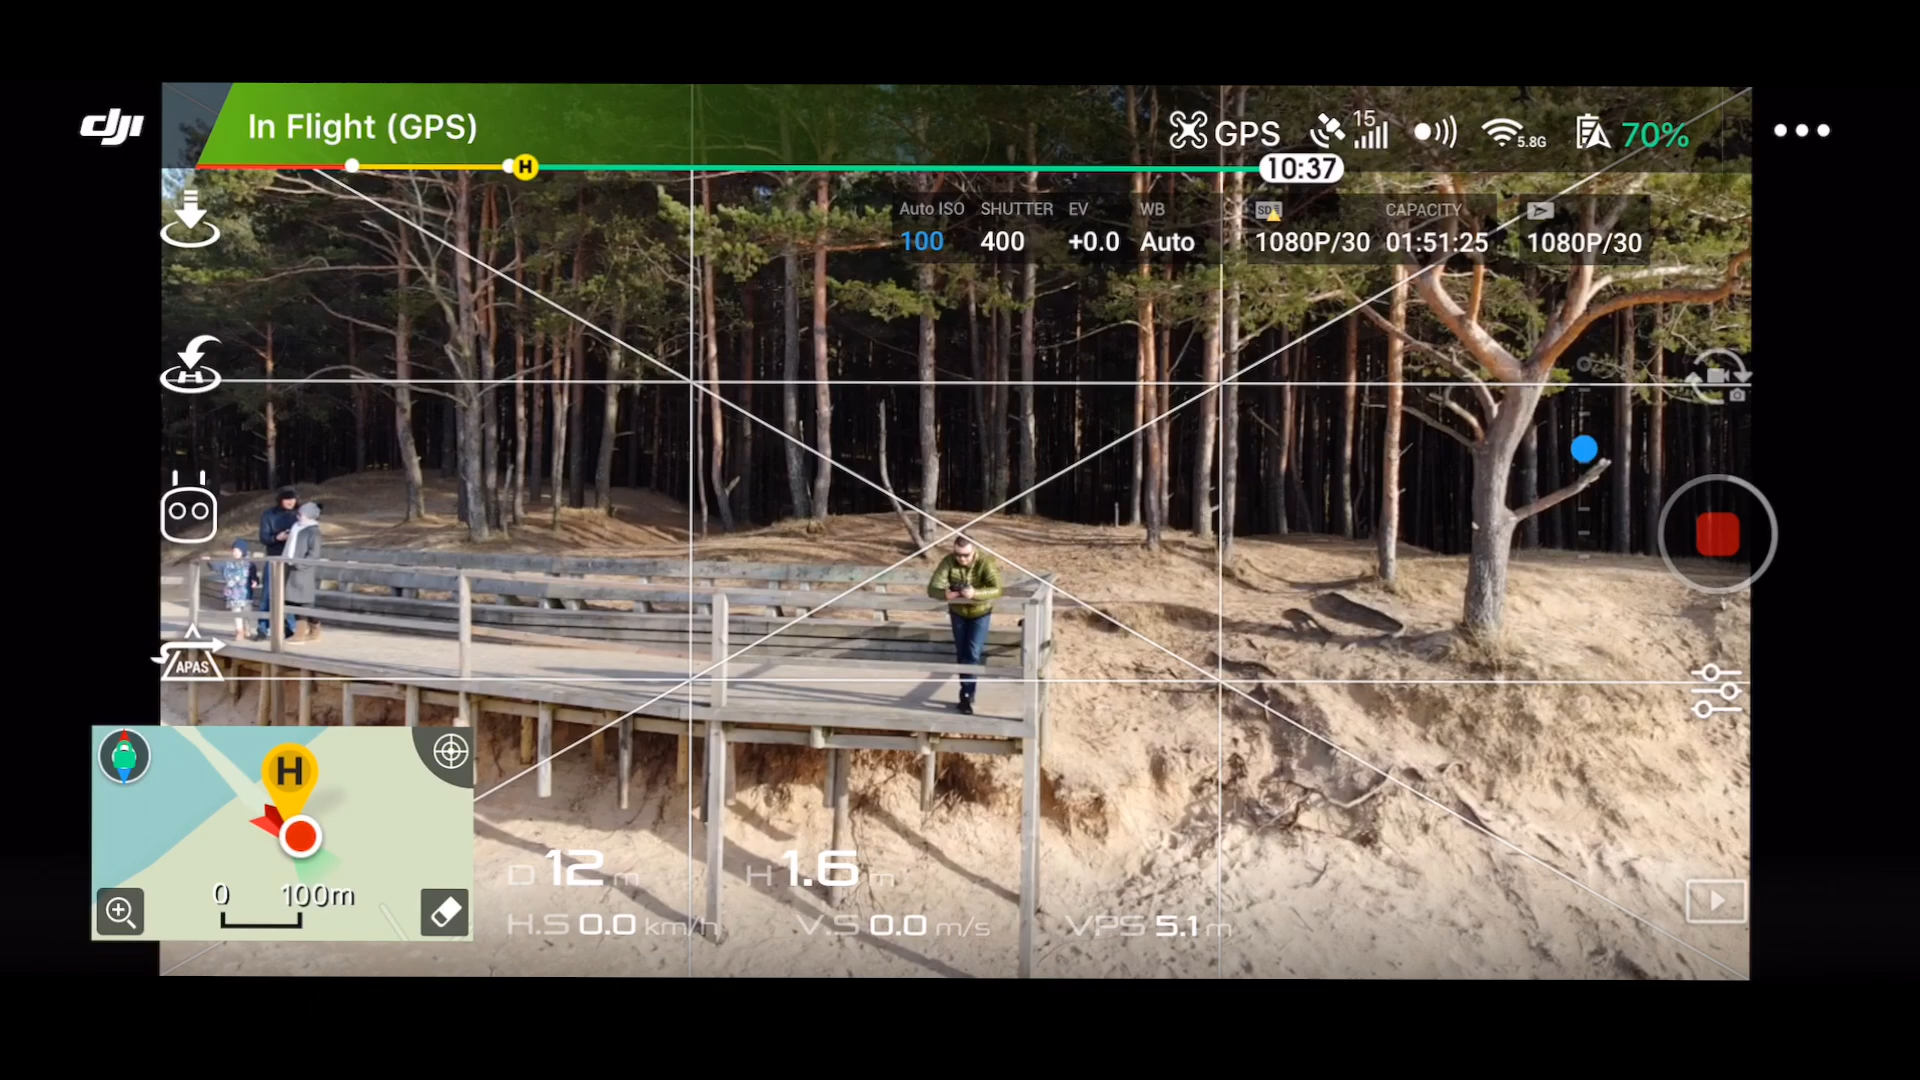 dji
In Flight (GPS)
GPS
15
5.8G
70%
H
10:37
Auto ISO SHUTTER EV WB
100 400 +0.0 Auto
SD CAPACITY
1080P/30 01:51:25 1080P/30
H
APAS
H
0 100m
D 12 m H 1.6 m
H.S 0.0 km/h V.S 0.0 m/s VPS 5.1 m